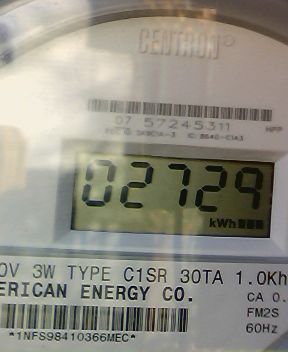 CENTRON®
07 57245311 HPP
02729
kWh
0V 3W TYPE C1SR 30TA 1.0Kh
ERICAN ENERGY CO. CA 0.
FM2S
60Hz
*1NFS98410366MEC*